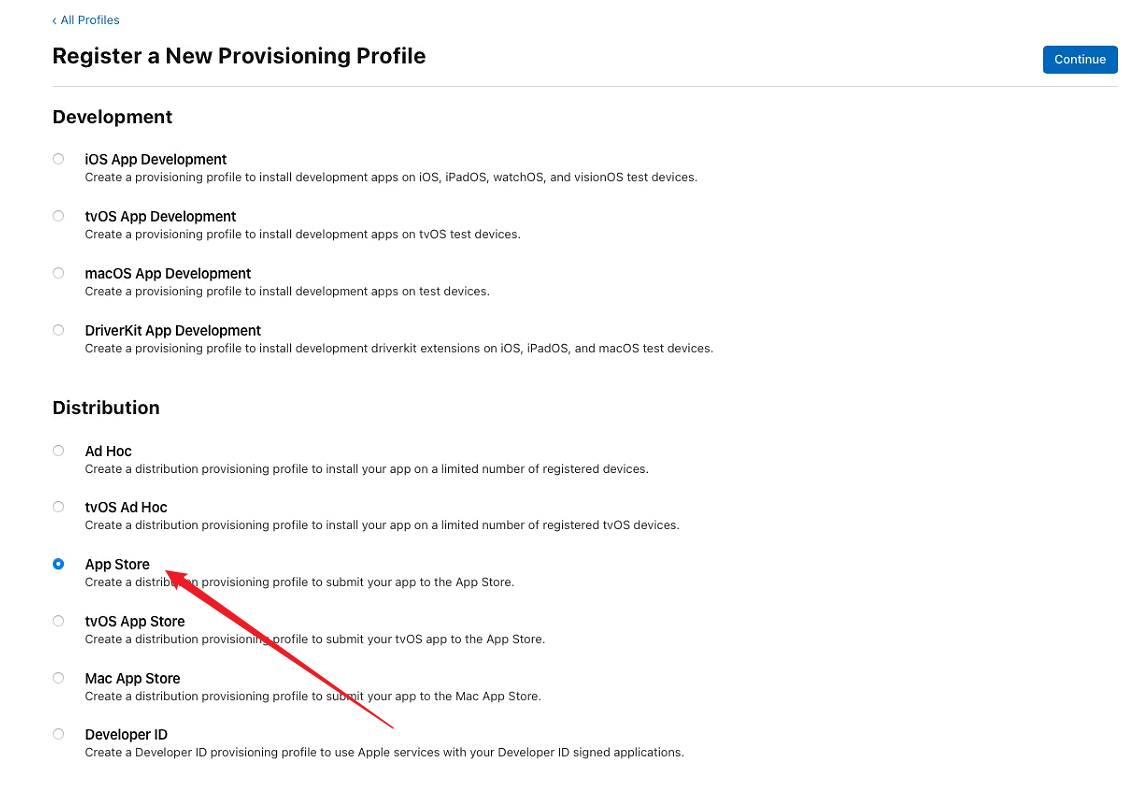 ‹ All Profiles
Register a New Provisioning Profile
Continue
Development
iOS App Development
Create a provisioning profile to install development apps on iOS, iPadOS, watchOS, and visionOS test devices.
tvOS App Development
Create a provisioning profile to install development apps on tvOS test devices.
macOS App Development
Create a provisioning profile to install development apps on test devices.
DriverKit App Development
Create a provisioning profile to install development driverkit extensions on iOS, iPadOS, and macOS test devices.
Distribution
Ad Hoc
Create a distribution provisioning profile to install your app on a limited number of registered devices.
tvOS Ad Hoc
Create a distribution provisioning profile to install your app on a limited number of registered tvOS devices.
App Store
Create a distribution provisioning profile to submit your app to the App Store.
tvOS App Store
Create a distribution provisioning profile to submit your tvOS app to the App Store.
Mac App Store
Create a distribution provisioning profile to submit your app to the Mac App Store.
Developer ID
Create a Developer ID provisioning profile to use Apple services with your Developer ID signed applications.